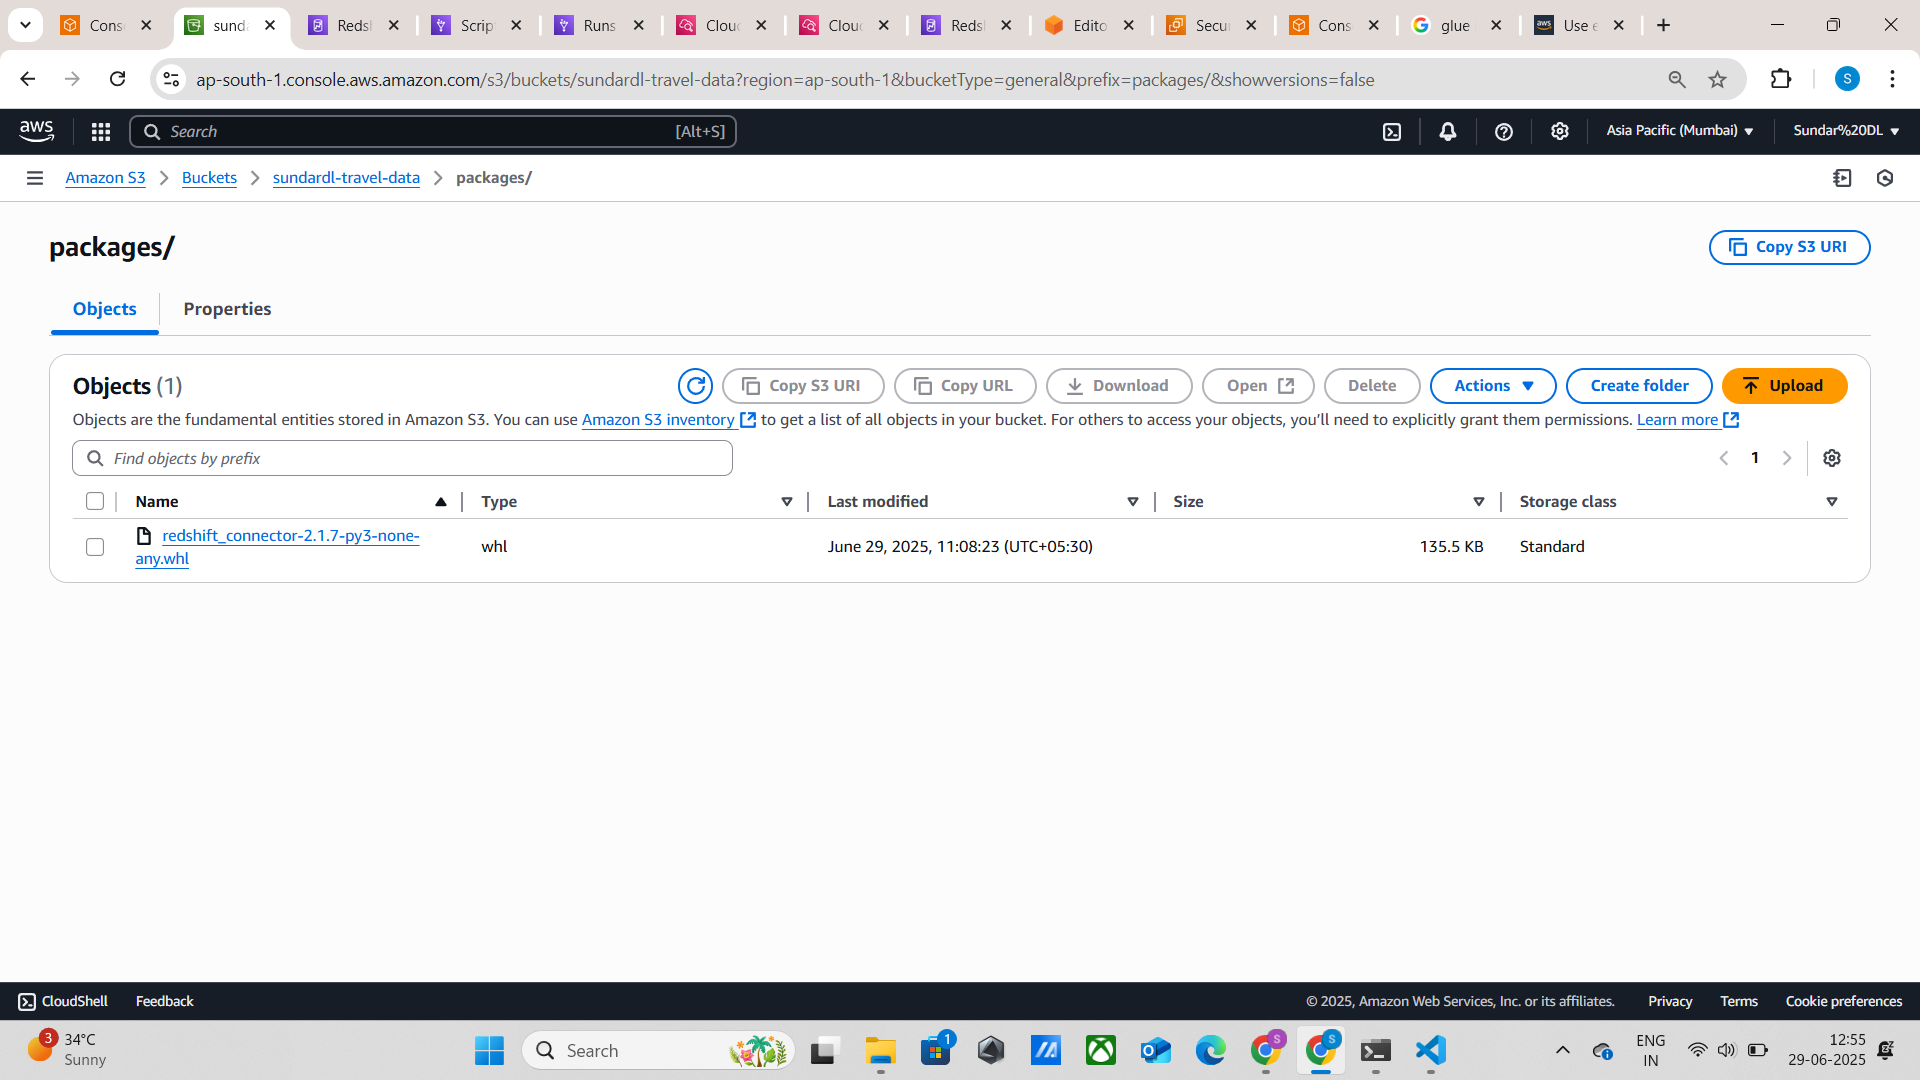 Cons
sunda
Redsh
Scrip
Runs
Clouc
Clouc
Redsh
Edito
Secur
Cons
glue
Use e
ap-south-1.console.aws.amazon.com/s3/buckets/sundardl-travel-data?region=ap-south-1&bucketType=general&prefix=packages/&showversions=false
S
aws
Search
[Alt+S]
Asia Pacific (Mumbai)
Sundar%20DL
Amazon S3
Buckets
sundardl-travel-data
packages/
packages/
Copy S3 URI
Objects
Properties
Objects (1)
Copy S3 URI
Copy URL
Download
Open
Delete
Actions
Create folder
Upload
Objects are the fundamental entities stored in Amazon S3. You can use Amazon S3 inventory to get a list of all objects in your bucket. For others to access your objects, you’ll need to explicitly grant them permissions. Learn more
Find objects by prefix
1
Name
Type
Last modified
Size
Storage class
redshift_connector-2.1.7-py3-none-
any.whl
whl
June 29, 2025, 11:08:23 (UTC+05:30)
135.5 KB
Standard
CloudShell
Feedback
© 2025, Amazon Web Services, Inc. or its affiliates.
Privacy
Terms
Cookie preferences
3
34°C
Sunny
Search
1
S
S
ENG
IN
12:55
29-06-2025